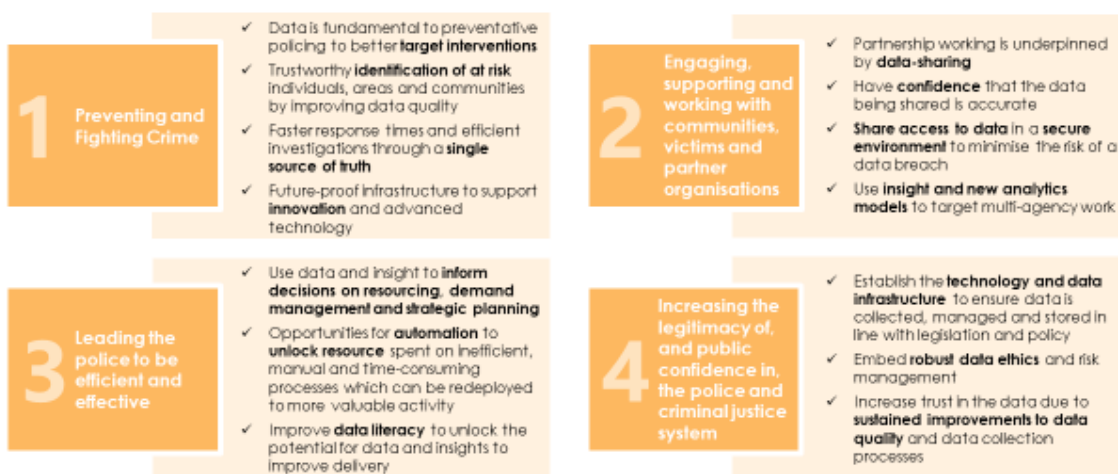 1
Preventing and
Fighting Crime
✓ Data is fundamental to preventative
policing to better target interventions
✓ Trustworthy identification of at risk
individuals, areas and communities
by improving data quality
✓ Faster response times and efficient
investigations through a single
source of truth
✓ Future-proof infrastructure to support
innovation and advanced
technology
2
Engaging,
supporting and
working with
communities,
victims and
partner
organisations
✓ Partnership working is underpinned
by data-sharing
✓ Have confidence that the data
being shared is accurate
✓ Share access to data in a secure
environment to minimise the risk of a
data breach
✓ Use insight and new analytics
models to target multi-agency work
3
Leading the
police to be
efficient and
effective
✓ Use data and insight to inform
decisions on resourcing, demand
management and strategic planning
✓ Opportunities for automation to
unlock resource spent on inefficient,
manual and time-consuming
processes which can be redeployed
to more valuable activity
✓ Improve data literacy to unlock the
potential for data and insights to
improve delivery
4
Increasing the
legitimacy of,
and public
confidence in,
the police and
criminal justice
system
✓ Establish the technology and data
infrastructure to ensure data is
collected, managed and stored in
line with legislation and policy
✓ Embed robust data ethics and risk
management
✓ Increase trust in the data due to
sustained improvements to data
quality and data collection
processes